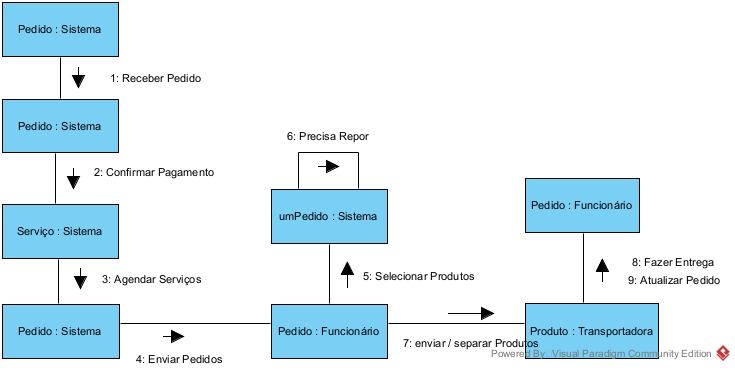 Pedido : Sistema
1: Receber Pedido
Pedido : Sistema
2: Confirmar Pagamento
Serviço : Sistema
3: Agendar Serviços
Pedido : Sistema
4: Enviar Pedidos
Pedido : Funcionário
5: Selecionar Produtos
umPedido : Sistema
6: Precisa Repor
7: enviar / separar Produtos
Produto : Transportadora
8: Fazer Entrega
9: Atualizar Pedido
Pedido : Funcionário
Powered By Visual Paradigm Community Edition